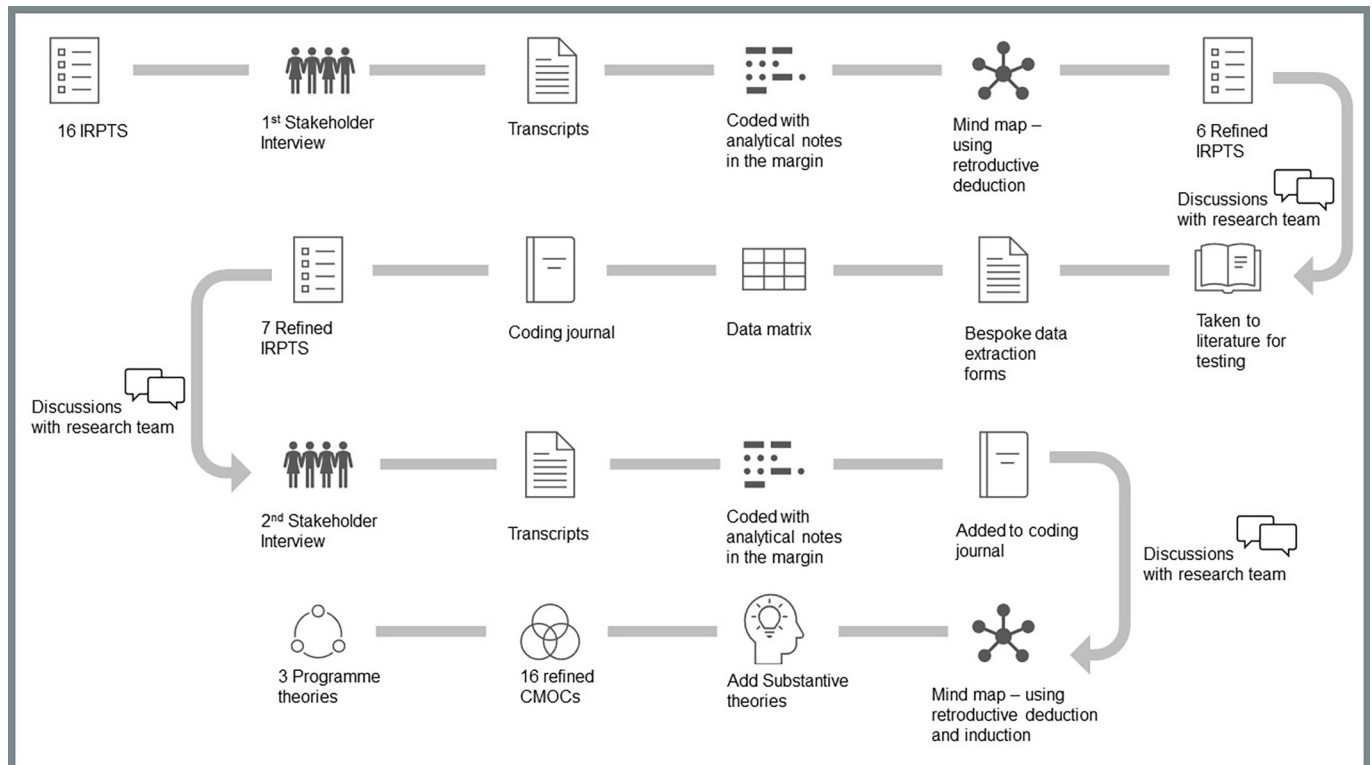 16 IRPTS
1st Stakeholder
Interview
Transcripts
Coded with
analytical notes
in the margin
Mind map –
using
retroductive
deduction
6 Refined
IRPTS
Discussions
with research team
Taken to
literature for
testing
Bespoke data
extraction
forms
Data matrix
Coding journal
7 Refined
IRPTS
Discussions
with research team
2nd Stakeholder
Interview
Transcripts
Coded with
analytical notes
in the margin
Added to coding
journal
Discussions
with research team
Mind map – using
retroductive deduction
and induction
Add Substantive
theories
16 refined
CMOCs
3 Programme
theories